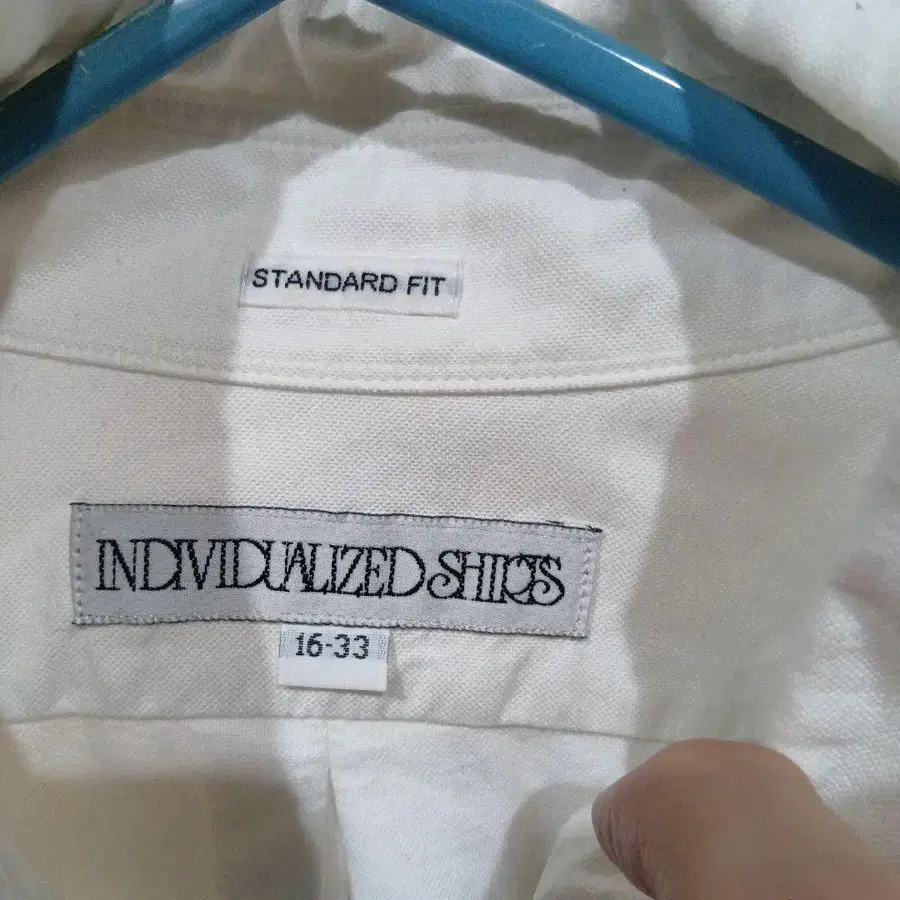 STANDARD FIT
INDIVIDUALIZED SHIRTS
16-33